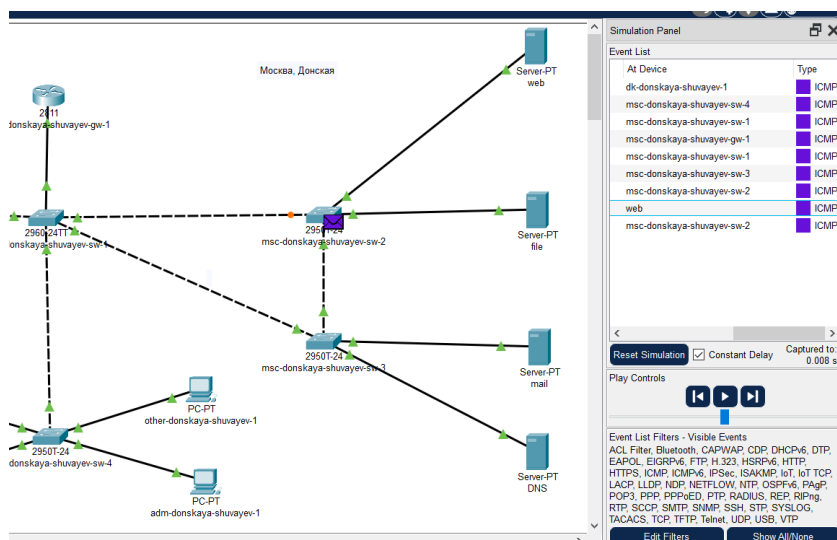 Simulation Panel
Event List
At Device Type
dk-donskaya-shuvayev-1 ICMP
msc-donskaya-shuvayev-sw-4 ICMP
msc-donskaya-shuvayev-sw-1 ICMP
msc-donskaya-shuvayev-gw-1 ICMP
msc-donskaya-shuvayev-sw-1 ICMP
msc-donskaya-shuvayev-sw-3 ICMP
msc-donskaya-shuvayev-sw-2 ICMP
web ICMP
msc-donskaya-shuvayev-sw-2 ICMP
Reset Simulation Constant Delay Captured to:
0.008 s
Play Controls
Event List Filters - Visible Events
ACL Filter, Bluetooth, CAPWAP, CDP, DHCPv6, DTP,
EAPOL, EIGRPv6, FTP, H.323, HSRPv6, HTTP,
HTTPS, ICMP, ICMPv6, IPSec, ISAKMP, IoT, IoT TCP,
LACP, LLDP, NDP, NETFLOW, NTP, OSPFv6, PAgP,
POP3, PPP, PPPoED, PTP, RADIUS, REP, RIPng,
RTP, SCCP, SMTP, SNMP, SSH, STP, SYSLOG,
TACACS, TCP, TFTP, Telnet, UDP, USB, VTP
Edit Filters Show All/None
Москва, Донская
Server-PT
web
2811
donskaya-shuvayev-gw-1
2960-24TT
donskaya-shuvayev-sw-1
2950T-24
msc-donskaya-shuvayev-sw-2
Server-PT
file
2950T-24
msc-donskaya-shuvayev-sw-3
Server-PT
mail
PC-PT
other-donskaya-shuvayev-1
2950T-24
donskaya-shuvayev-sw-4
Server-PT
DNS
PC-PT
adm-donskaya-shuvayev-1